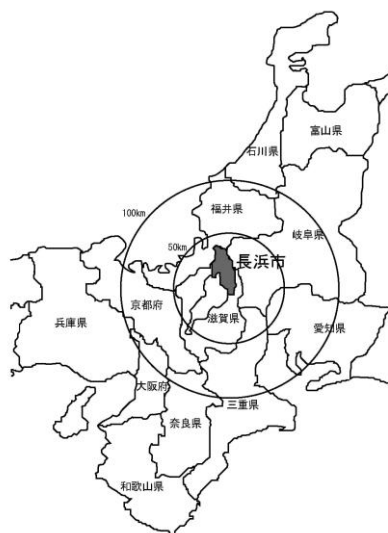 石川県
富山県
福井県
100km
岐阜県
50km
長浜市
京都府
滋賀県
兵庫県
愛知県
大阪府
三重県
奈良県
和歌山県